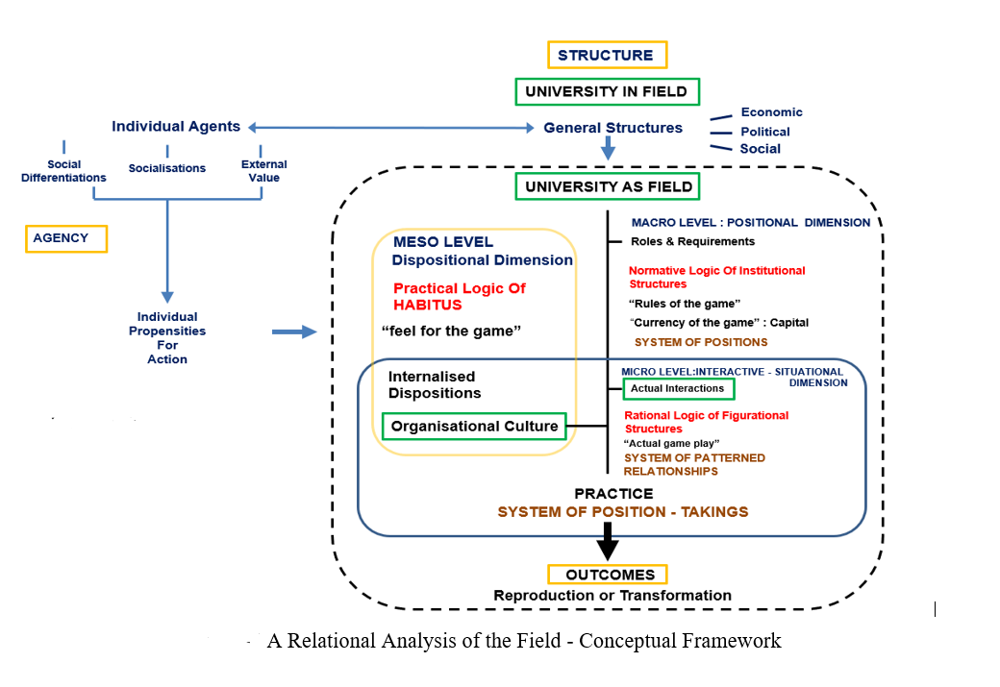 STRUCTURE
UNIVERSITY IN FIELD
Individual Agents
General Structures
Economic
Political
Social
Social
Differentiations
Socialisations
External
Value
AGENCY
Individual
Propensities
For
Action
UNIVERSITY AS FIELD
MESO LEVEL
Dispositional Dimension
Practical Logic Of
HABITUS
“feel for the game”
Internalised
Dispositions
Organisational Culture
MACRO LEVEL : POSITIONAL DIMENSION
Roles & Requirements
Normative Logic Of Institutional
Structures
“Rules of the game”
“Currency of the game” : Capital
SYSTEM OF POSITIONS
MICRO LEVEL:INTERACTIVE - SITUATIONAL
DIMENSION
Actual Interactions
Rational Logic of Figurational
Structures
“Actual game play”
SYSTEM OF PATTERNED
RELATIONSHIPS
PRACTICE
SYSTEM OF POSITION - TAKINGS
OUTCOMES
Reproduction or Transformation
- A Relational Analysis of the Field - Conceptual Framework